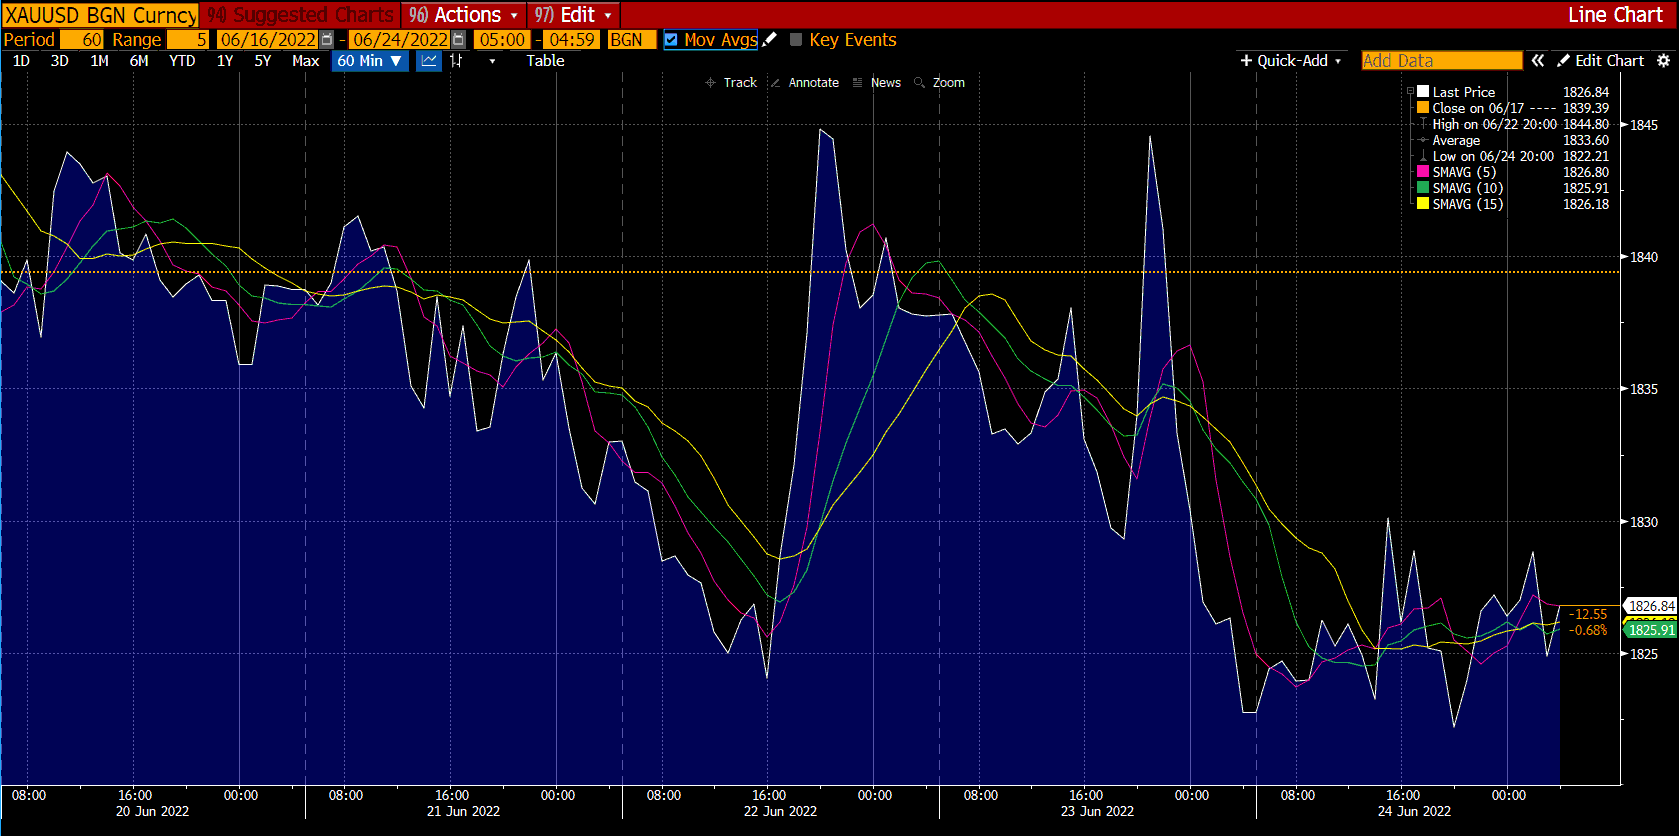 XAUUSD BGN Curncy 94) Suggested Charts 96) Actions 97) Edit Line Chart
Period 60 Range 5 06/16/2022 - 06/24/2022 05:00 - 04:59 BGN Mov Avgs Key Events
1D 3D 1M 6M YTD 1Y 5Y Max 60 Min ▼ Table + Quick-Add Add Data « Edit Chart
Track Annotate News Zoom
Last Price 1826.84
Close on 06/17 ---- 1839.39
High on 06/22 20:00 1844.80
Average 1833.60
Low on 06/24 20:00 1822.21
SMAVG (5) 1826.80
SMAVG (10) 1825.91
SMAVG (15) 1826.18
1845
1840
1835
1830
1826.84
-12.55
-0.68%
1825.91
1825
08:00 16:00 00:00 08:00 16:00 00:00 08:00 16:00 00:00 08:00 16:00 00:00 08:00 16:00 00:00
20 Jun 2022 21 Jun 2022 22 Jun 2022 23 Jun 2022 24 Jun 2022